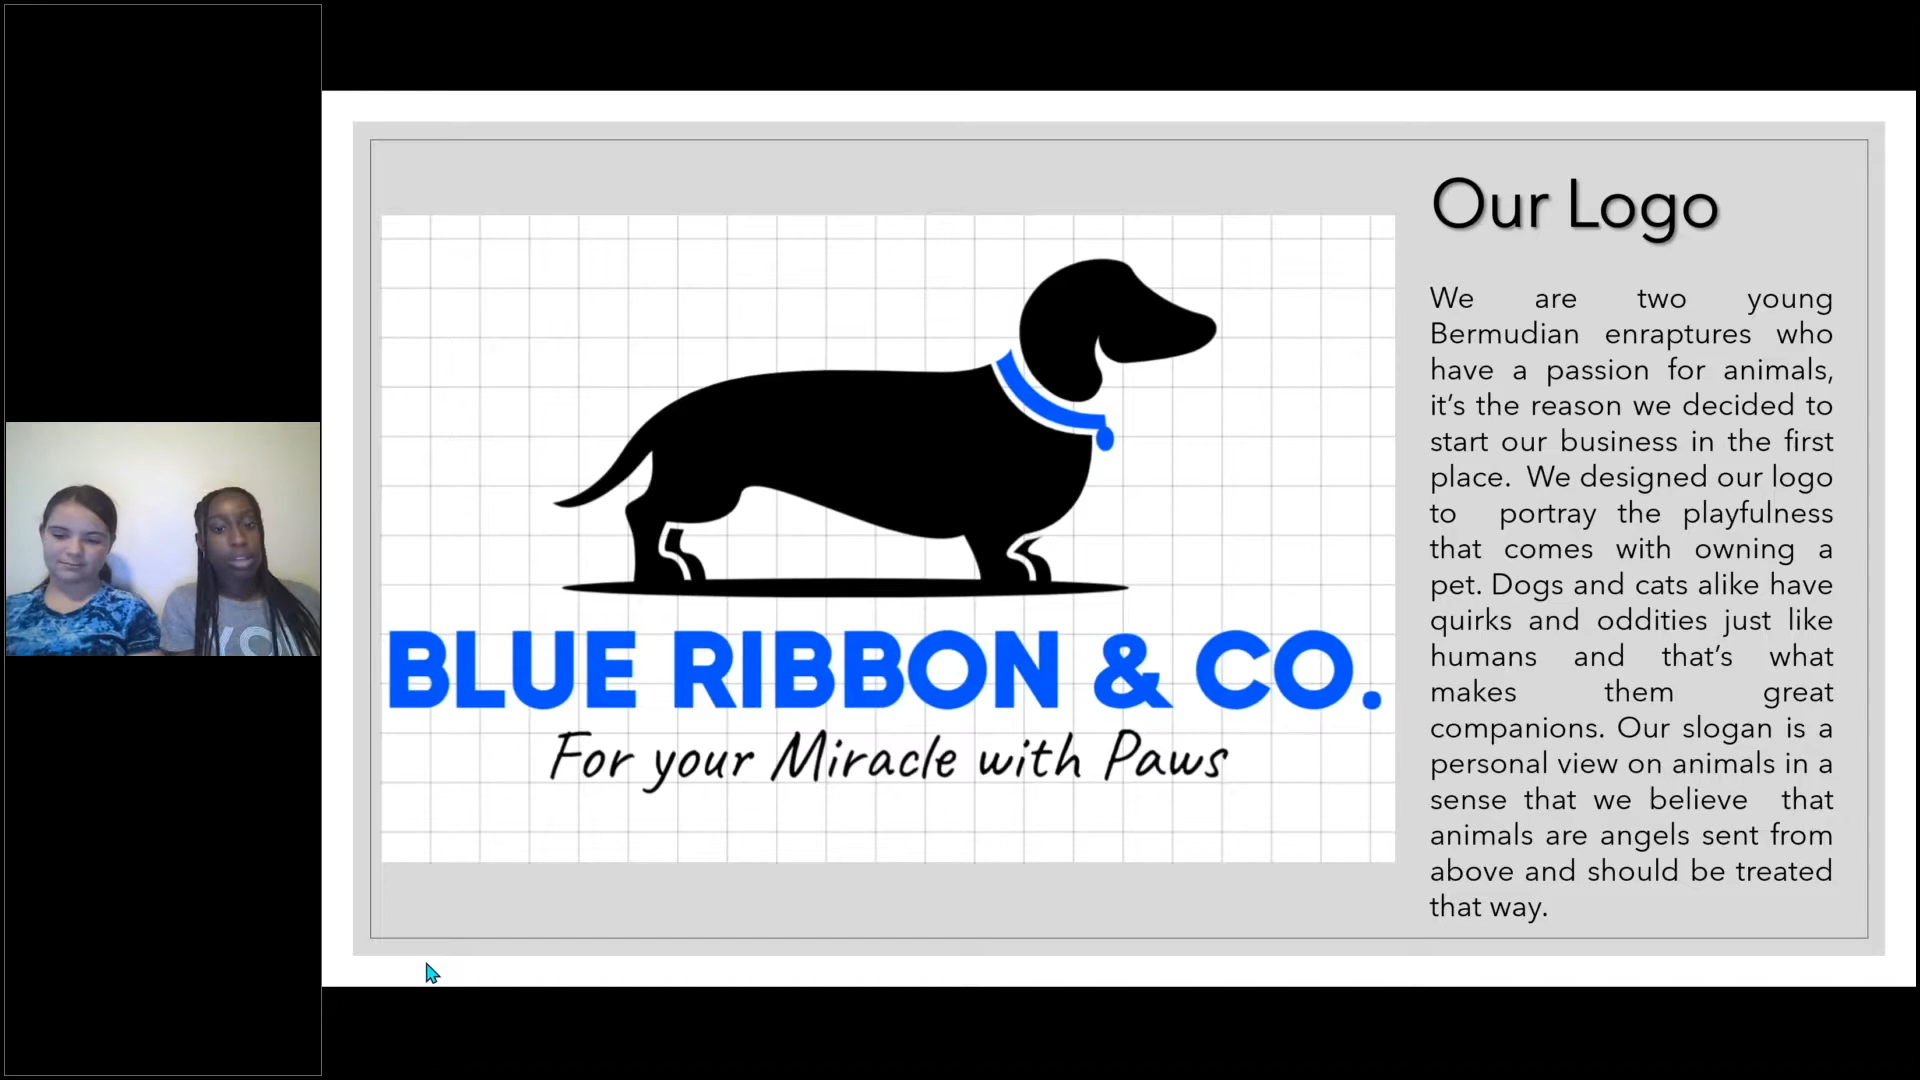 Our Logo
We are two young
Bermudian enraptures who
have a passion for animals,
it’s the reason we decided to
start our business in the first
place. We designed our logo
to portray the playfulness
that comes with owning a
pet. Dogs and cats alike have
quirks and oddities just like
humans and that’s what
makes them great
companions. Our slogan is a
personal view on animals in a
sense that we believe that
animals are angels sent from
above and should be treated
that way.
BLUE RIBBON & CO.
For your Miracle with Paws